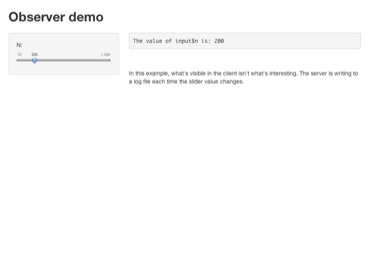 Observer demo
N:
200
1,000
The value of input$n is: 200
In this example, what's visible in the client isn't what's interesting. The server is writing to
a log file each time the slider value changes.